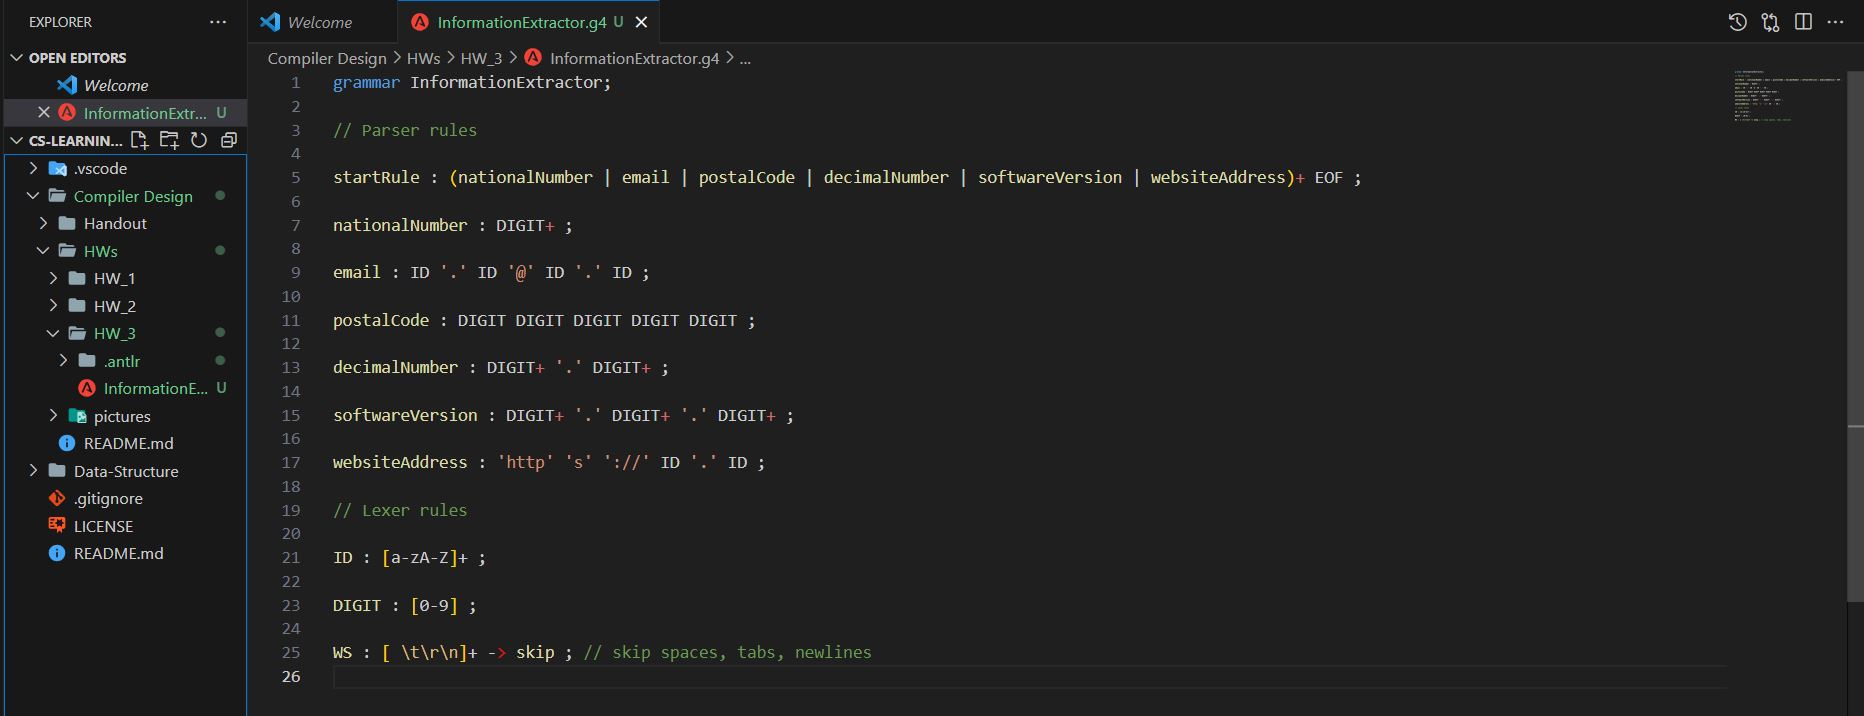 EXPLORER
OPEN EDITORS
Welcome
InformationExtr... U
CS-LEARNIN...
.vscode
Compiler Design
Handout
HWs
HW_1
HW_2
HW_3
.antlr
InformationE... U
pictures
README.md
Data-Structure
.gitignore
LICENSE
README.md
Welcome
InformationExtractor.g4 U
Compiler Design > HWs > HW_3 > InformationExtractor.g4 > ...
1 grammar InformationExtractor;
2
3 // Parser rules
4
5 startRule : (nationalNumber | email | postalCode | decimalNumber | softwareVersion | websiteAddress)+ EOF ;
6
7 nationalNumber : DIGIT+ ;
8
9 email : ID '.' ID '@' ID '.' ID ;
10
11 postalCode : DIGIT DIGIT DIGIT DIGIT DIGIT ;
12
13 decimalNumber : DIGIT+ '.' DIGIT+ ;
14
15 softwareVersion : DIGIT+ '.' DIGIT+ '.' DIGIT+ ;
16
17 websiteAddress : 'http' 's' '://' ID '.' ID ;
18
19 // Lexer rules
20
21 ID : [a-zA-Z]+ ;
22
23 DIGIT : [0-9] ;
24
25 WS : [ \t\r\n]+ -> skip ; // skip spaces, tabs, newlines
26